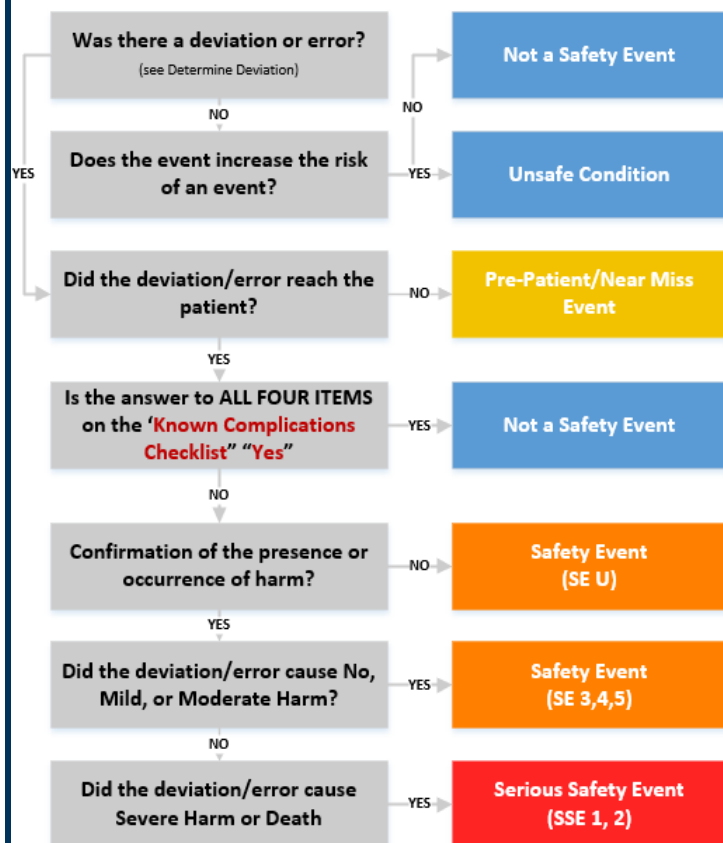 Was there a deviation or error?
(see Determine Deviation)
Not a Safety Event
NO
NO
Does the event increase the risk
of an event?
YES
Unsafe Condition
YES
Did the deviation/error reach the
patient?
NO
Pre-Patient/Near Miss
Event
YES
Is the answer to ALL FOUR ITEMS
on the ‘Known Complications
Checklist” “Yes”
YES
Not a Safety Event
NO
Confirmation of the presence or
occurrence of harm?
NO
Safety Event
(SE U)
YES
Did the deviation/error cause No,
Mild, or Moderate Harm?
YES
Safety Event
(SE 3,4,5)
NO
Did the deviation/error cause
Severe Harm or Death
YES
Serious Safety Event
(SSE 1, 2)